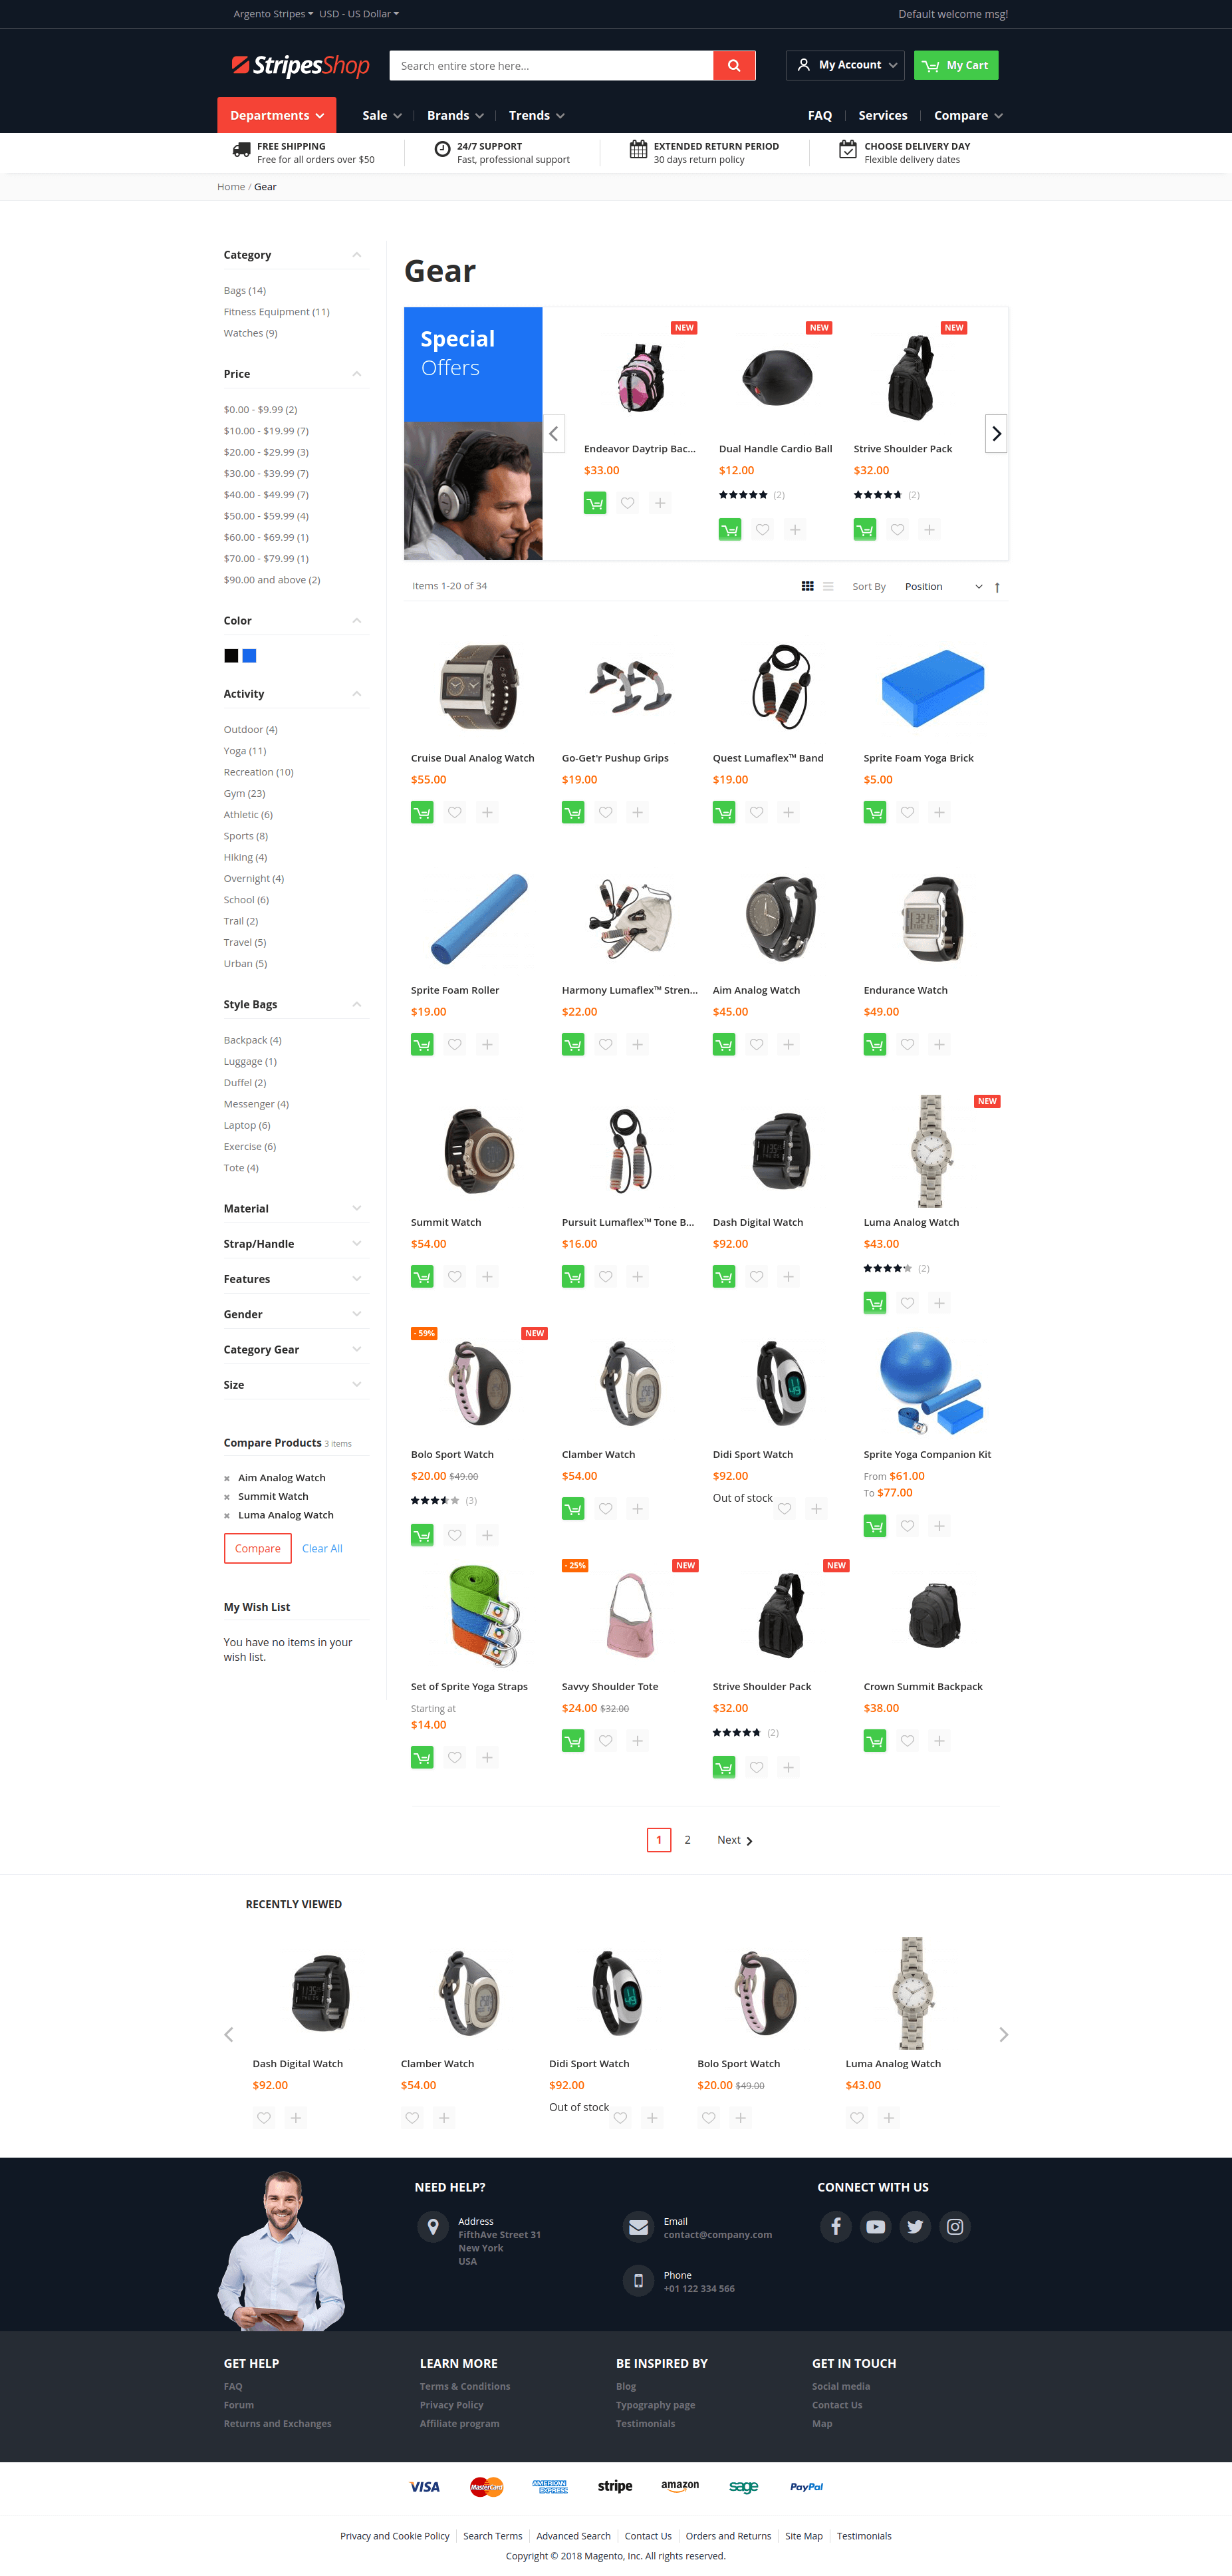 Argento Stripes USD - US Dollar Default welcome msg!
StripesShop Search entire store here... My Account My Cart
Departments Sale Brands Trends FAQ Services Compare
FREE SHIPPING
Free for all orders over $50
24/7 SUPPORT
Fast, professional support
EXTENDED RETURN PERIOD
30 days return policy
CHOOSE DELIVERY DAY
Flexible delivery dates
Home / Gear
Category
Bags (14)
Fitness Equipment (11)
Watches (9)
Price
$0.00 - $9.99 (2)
$10.00 - $19.99 (7)
$20.00 - $29.99 (3)
$30.00 - $39.99 (7)
$40.00 - $49.99 (7)
$50.00 - $59.99 (4)
$60.00 - $69.99 (1)
$70.00 - $79.99 (1)
$90.00 and above (2)
Color
Activity
Outdoor (4)
Yoga (11)
Recreation (10)
Gym (23)
Athletic (6)
Sports (8)
Hiking (4)
Overnight (4)
School (6)
Trail (2)
Travel (5)
Urban (5)
Style Bags
Backpack (4)
Luggage (1)
Duffel (2)
Messenger (4)
Laptop (6)
Exercise (6)
Tote (4)
Material
Strap/Handle
Features
Gender
Category Gear
Size
Compare Products 3 items
Aim Analog Watch
Summit Watch
Luma Analog Watch
Compare Clear All
My Wish List
You have no items in your
wish list.
Gear
Special
Offers
NEW NEW NEW
Endeavor Daytrip Bac... Dual Handle Cardio Ball Strive Shoulder Pack
$33.00 $12.00 $32.00
(2) (2)
Items 1-20 of 34 Sort By Position
Cruise Dual Analog Watch Go-Get'r Pushup Grips Quest Lumaflex™ Band Sprite Foam Yoga Brick
$55.00 $19.00 $19.00 $5.00
Sprite Foam Roller Harmony Lumaflex™ Stren... Aim Analog Watch Endurance Watch
$19.00 $22.00 $45.00 $49.00
NEW
Summit Watch Pursuit Lumaflex™ Tone B... Dash Digital Watch Luma Analog Watch
$54.00 $16.00 $92.00 $43.00
(2)
- 59% NEW
Bolo Sport Watch Clamber Watch Didi Sport Watch Sprite Yoga Companion Kit
$20.00 $49.00 $54.00 $92.00 From $61.00
To $77.00
(3) Out of stock
- 25% NEW NEW
Set of Sprite Yoga Straps Savvy Shoulder Tote Strive Shoulder Pack Crown Summit Backpack
Starting at
$14.00
$24.00 $32.00 $32.00 $38.00
(2)
1 2 Next
RECENTLY VIEWED
Dash Digital Watch Clamber Watch Didi Sport Watch Bolo Sport Watch Luma Analog Watch
$92.00 $54.00 $92.00 $20.00 $49.00 $43.00
Out of stock
NEED HELP?
Address
FifthAve Street 31
New York
USA
Email
contact@company.com
Phone
+01 122 334 566
CONNECT WITH US
GET HELP
FAQ
Forum
Returns and Exchanges
LEARN MORE
Terms & Conditions
Privacy Policy
Affiliate program
BE INSPIRED BY
Blog
Typography page
Testimonials
GET IN TOUCH
Social media
Contact Us
Map
VISA MasterCard AMERICAN EXPRESS stripe amazon sage PayPal
Privacy and Cookie Policy Search Terms Advanced Search Contact Us Orders and Returns Site Map Testimonials
Copyright © 2018 Magento, Inc. All rights reserved.